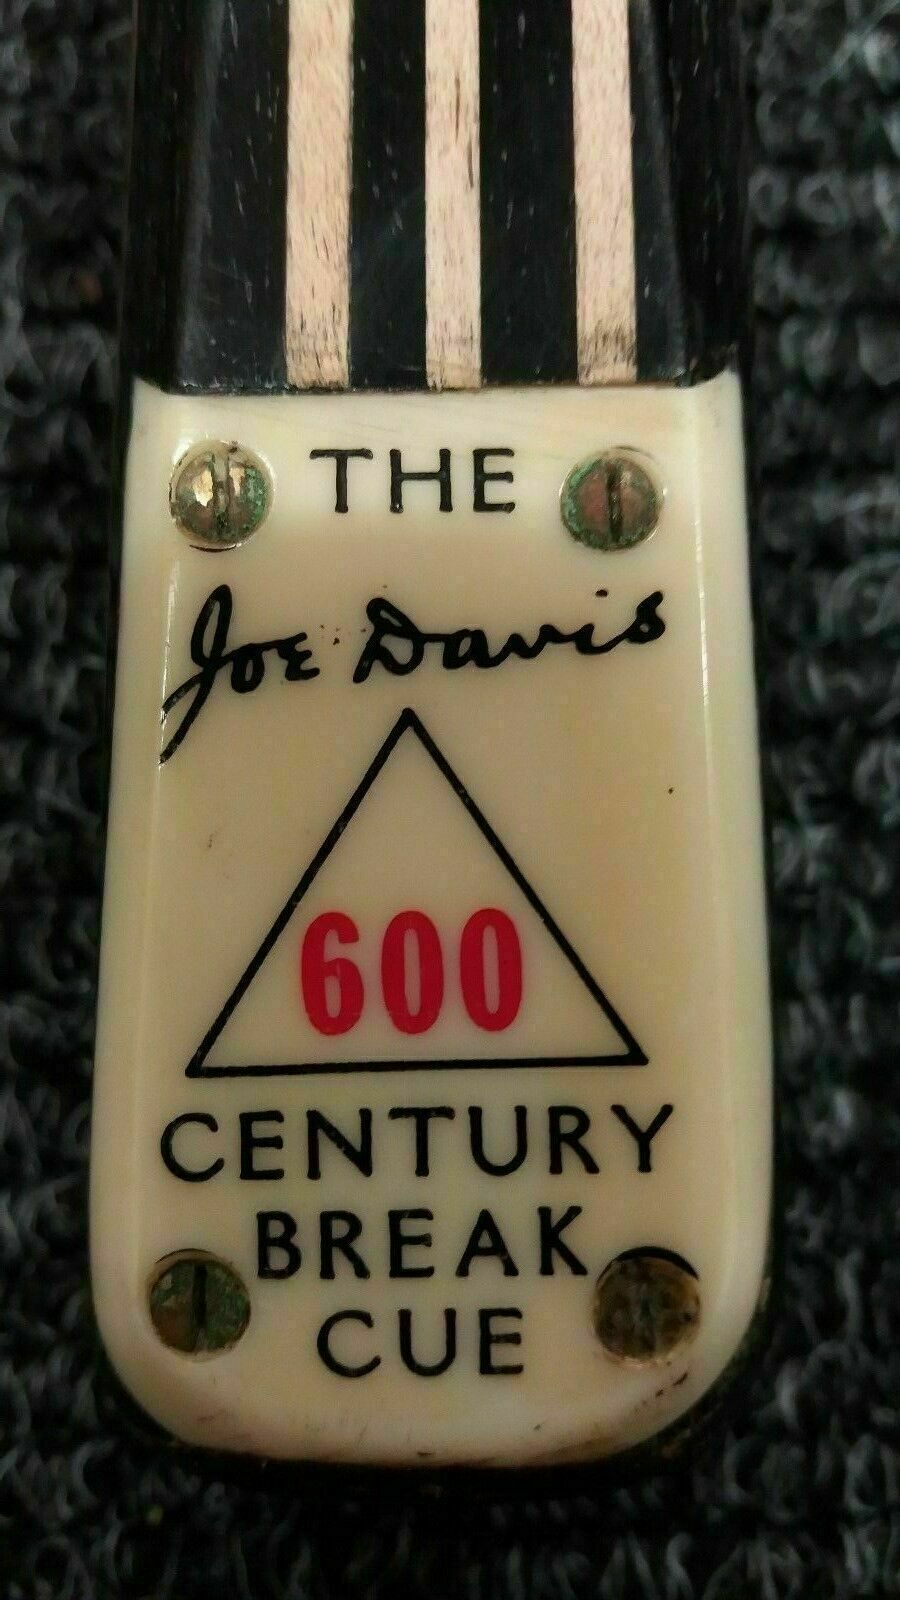 THE
Joe Davis
600
CENTURY
BREAK
CUE